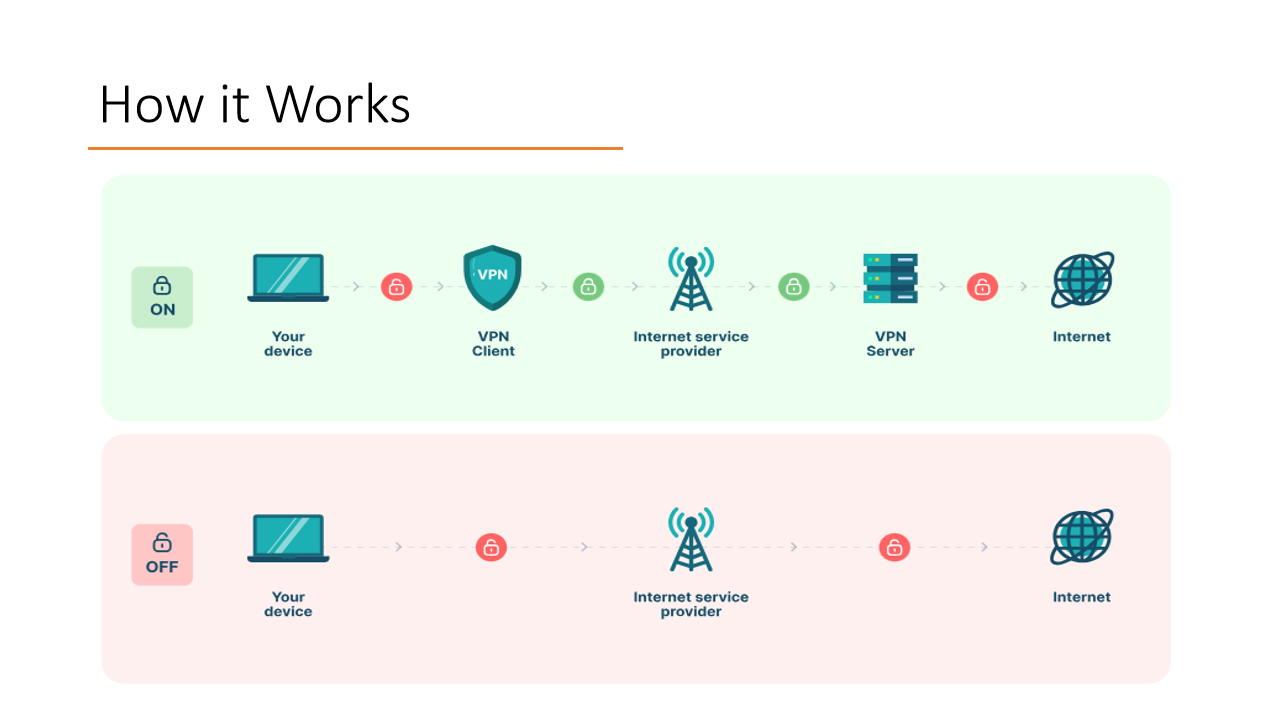 How it Works
ON
VPN
Your
device
VPN
Client
Internet service
provider
VPN
Server
Internet
OFF
Your
device
Internet service
provider
Internet